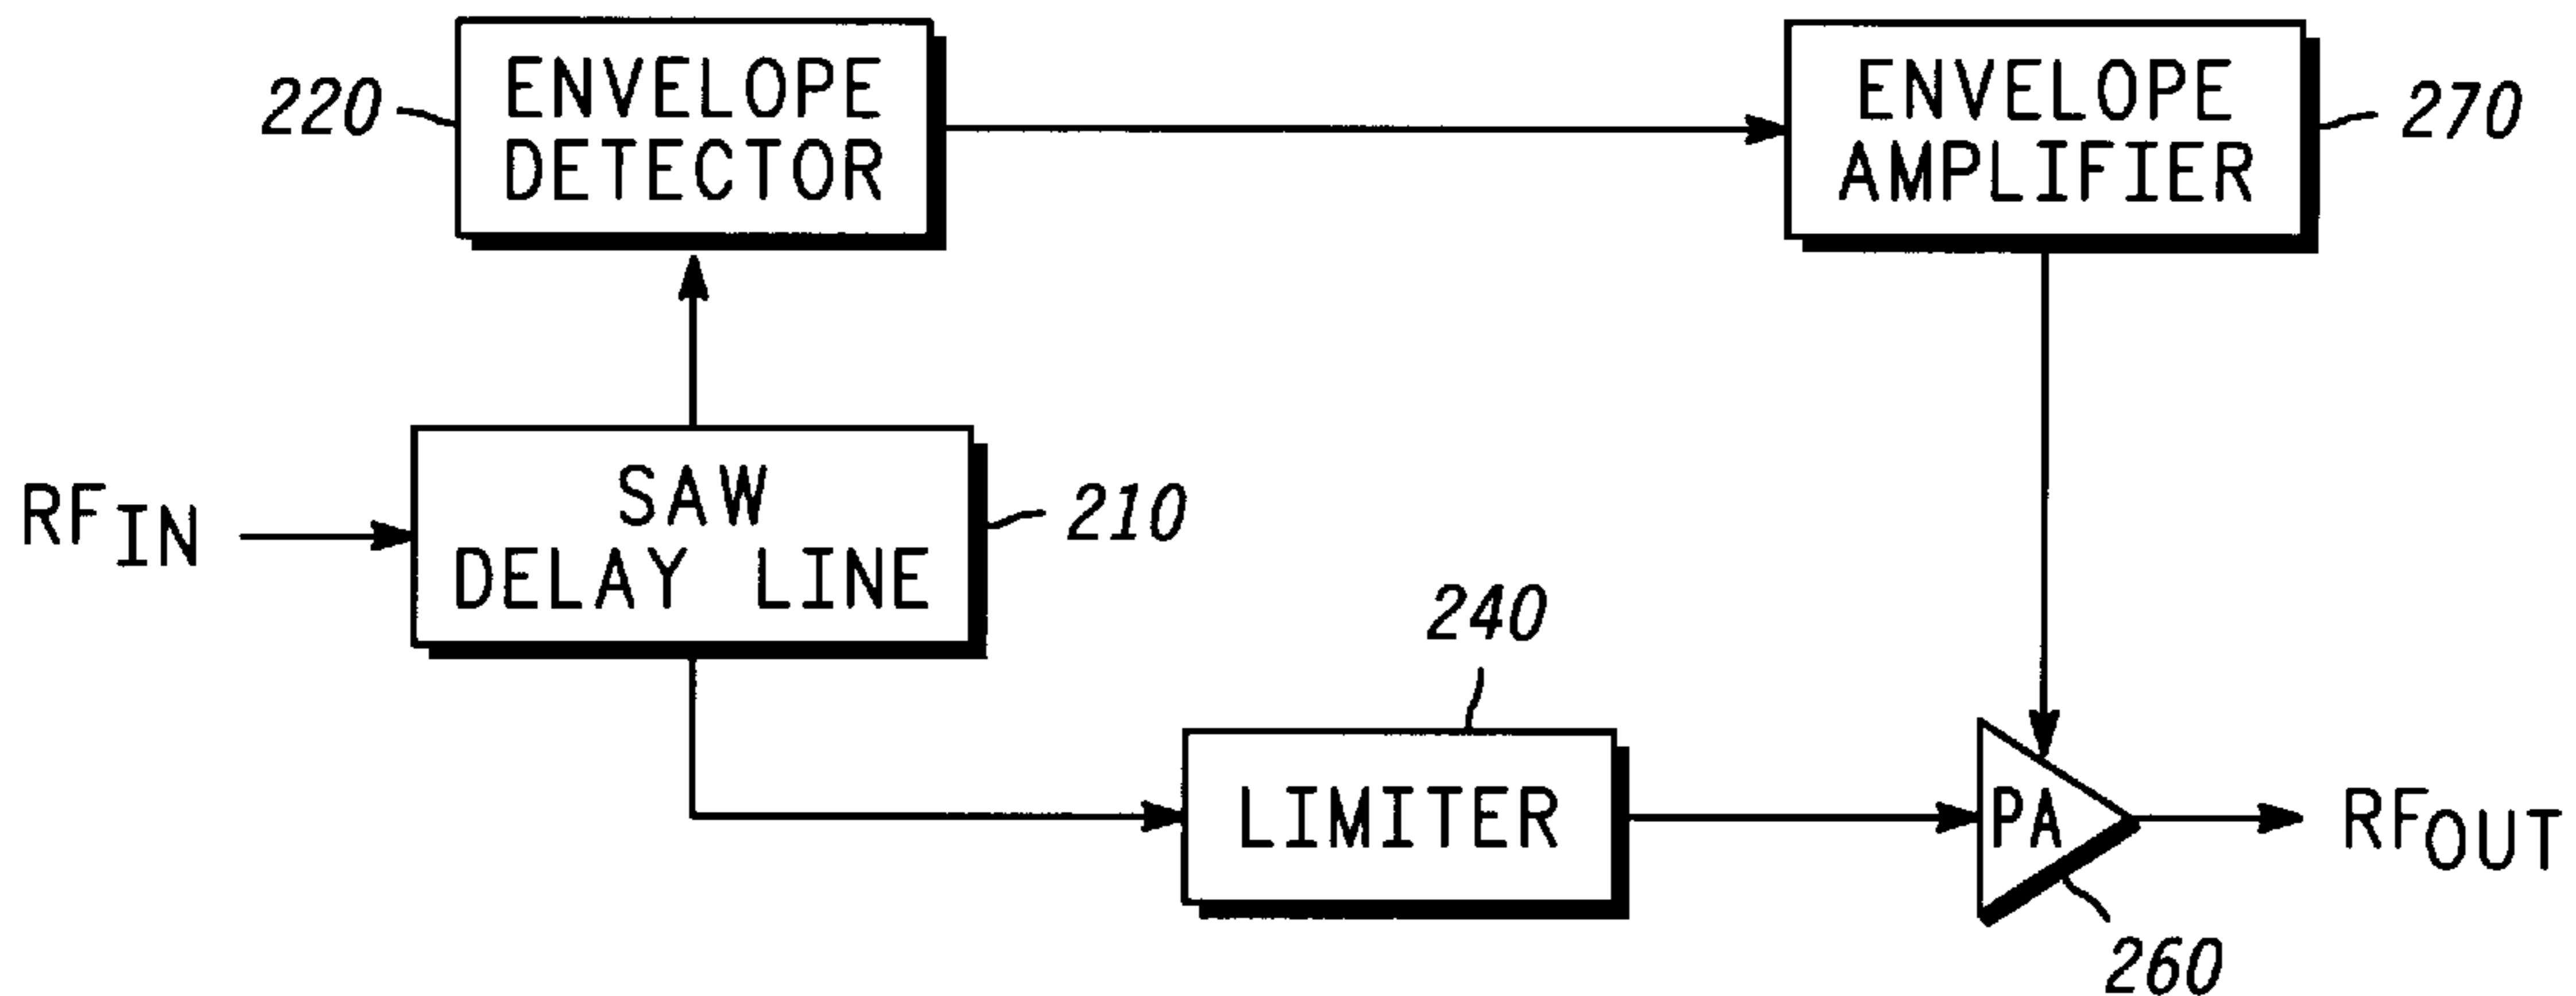 220
ENVELOPE
DETECTOR
ENVELOPE
AMPLIFIER
270
RFIN
SAW
DELAY LINE
210
240
LIMITER
PA
RFOUT
260